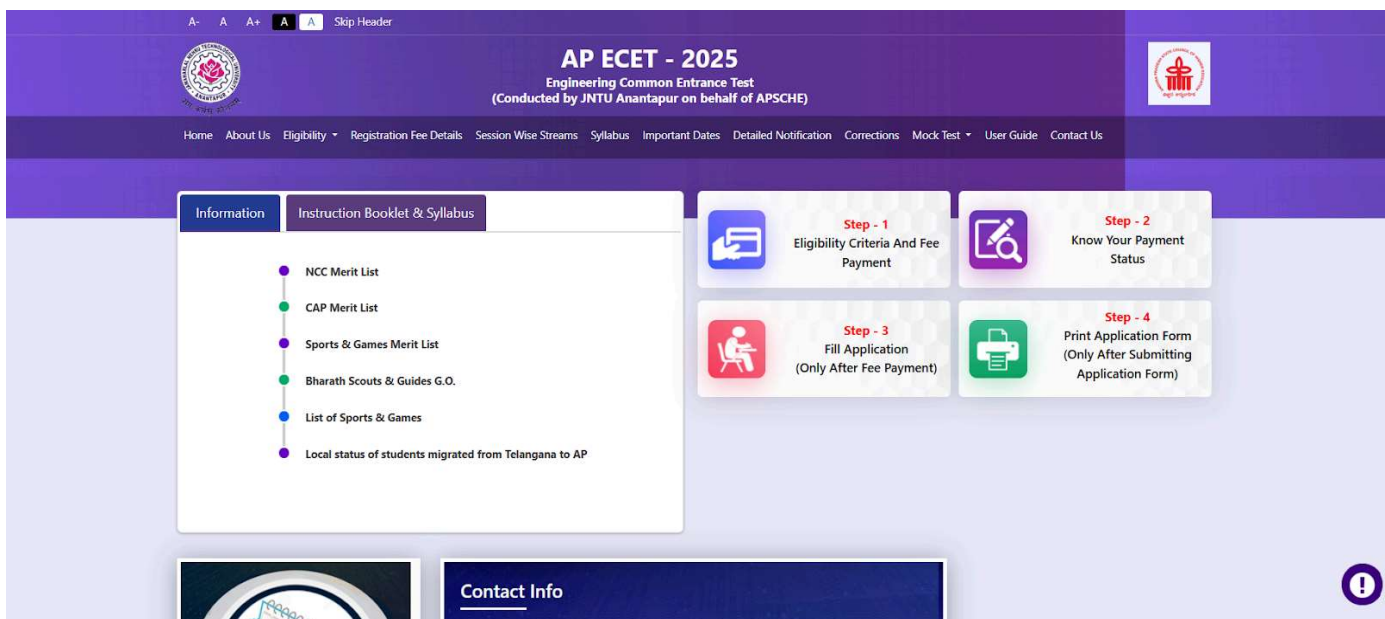 A- A A+ A A Skip Header
AP ECET - 2025
Engineering Common Entrance Test
(Conducted by JNTU Anantapur on behalf of APSCHE)
Home About Us Eligibility Registration Fee Details Session Wise Streams Syllabus Important Dates Detailed Notification Corrections Mock Test User Guide Contact Us
Information Instruction Booklet & Syllabus
NCC Merit List
CAP Merit List
Sports & Games Merit List
Bharath Scouts & Guides G.O.
List of Sports & Games
Local status of students migrated from Telangana to AP
Step - 1
Eligibility Criteria And Fee
Payment
Step - 2
Know Your Payment
Status
Step - 3
Fill Application
(Only After Fee Payment)
Step - 4
Print Application Form
(Only After Submitting
Application Form)
Contact Info